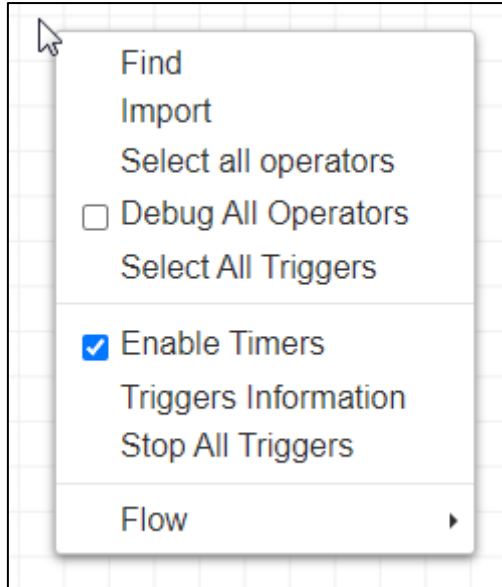 Find
Import
Select all operators
Debug All Operators
Select All Triggers
Enable Timers
Triggers Information
Stop All Triggers
Flow